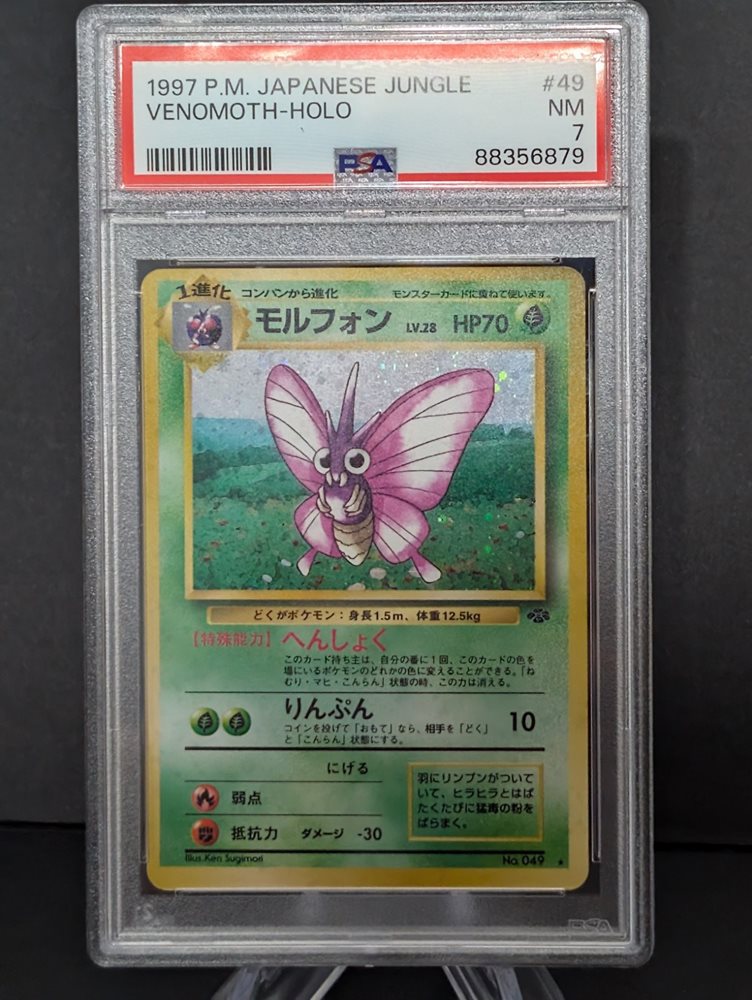 1997 P.M. JAPANESE JUNGLE #49
VENOMOTH-HOLO NM
7
PSA 88356879
1進化 コンパンから進化 モンスターカードに重ねて使います。
モルフォン LV.28 HP70
どくがポケモン：身長1.5m、体重12.5kg
【特殊能力】へんしょく
このカード持ち主は、自分の番に1回、このカードの色を
場にいるポケモンのどれかの色に変えることができる。「ね
むり・マヒ・こんらん」状態の時、この力は消える。
りんぷん 10
コインを投げて「おもて」なら、相手を「どく」
と「こんらん」状態にする。
にげる
弱点
抵抗力 ダメージ -30
羽にリンプンがついて
いて、ヒラヒラとはば
たくたびに猛毒の粉を
ばらまく。
Illus.Ken Sugimori No. 049 ★
PSA